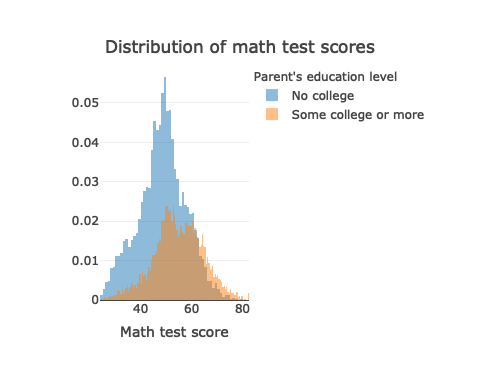 Distribution of math test scores
Parent's education level
No college
Some college or more
0.05
0.04
0.03
0.02
0.01
0
40
60
80
Math test score